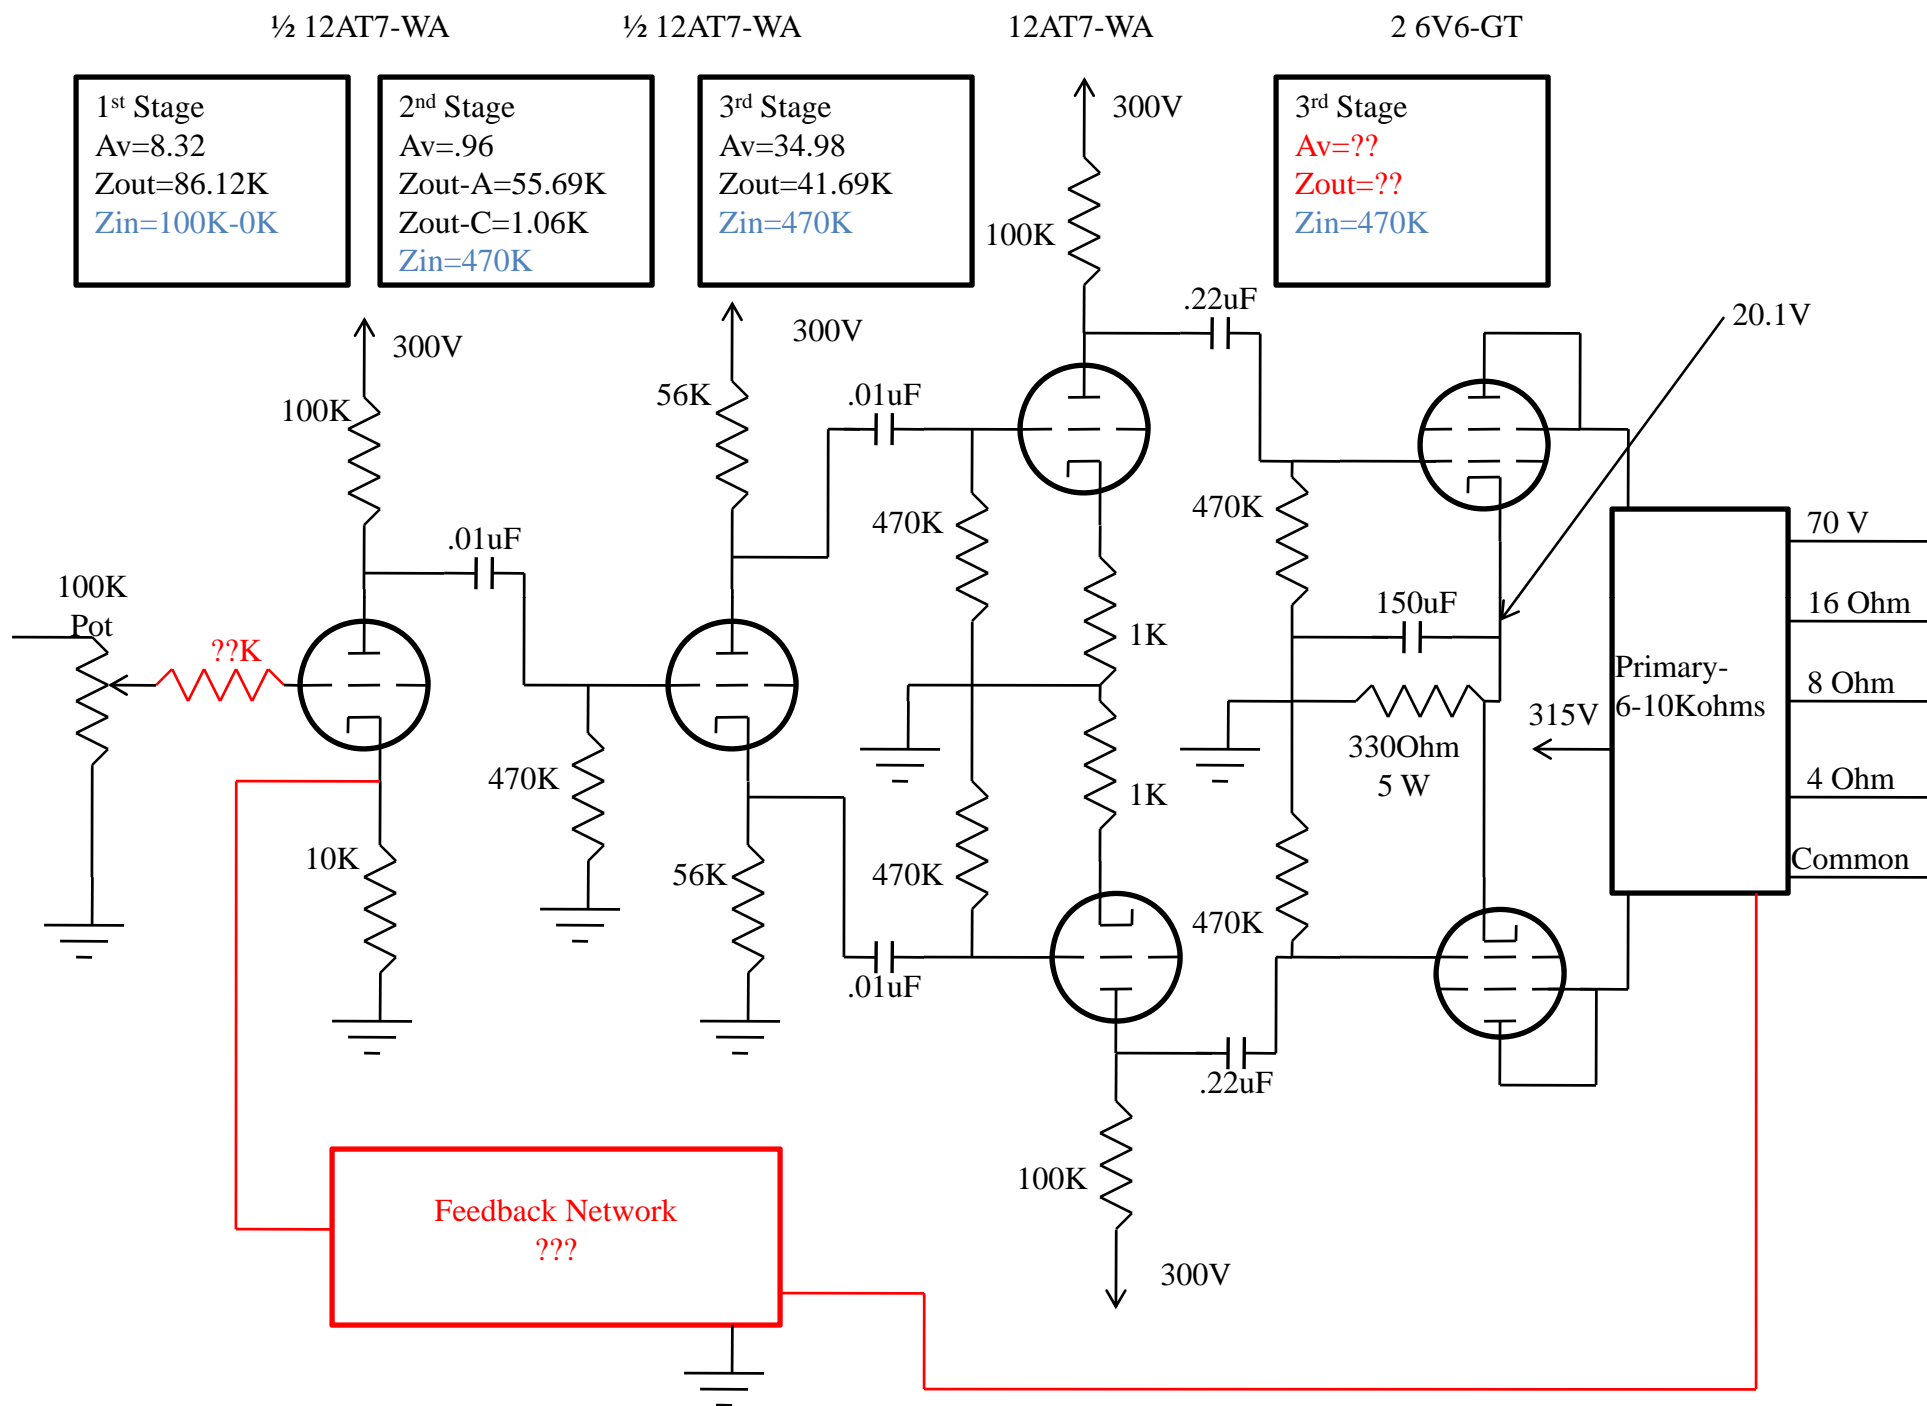 ½ 12AT7-WA
½ 12AT7-WA
12AT7-WA
2 6V6-GT
1st Stage
Av=8.32
Zout=86.12K
Zin=100K-0K
2nd Stage
Av=.96
Zout-A=55.69K
Zout-C=1.06K
Zin=470K
3rd Stage
Av=34.98
Zout=41.69K
Zin=470K
3rd Stage
Av=??
Zout=??
Zin=470K
300V
100K
.22uF
20.1V
300V
300V
100K
56K
.01uF
.01uF
470K
470K
100K
Pot
??K
1K
150uF
70 V
16 Ohm
8 Ohm
4 Ohm
Common
Primary-
6-10Kohms
315V
330Ohm
5 W
470K
1K
10K
56K
470K
470K
.01uF
.22uF
100K
300V
Feedback Network
???